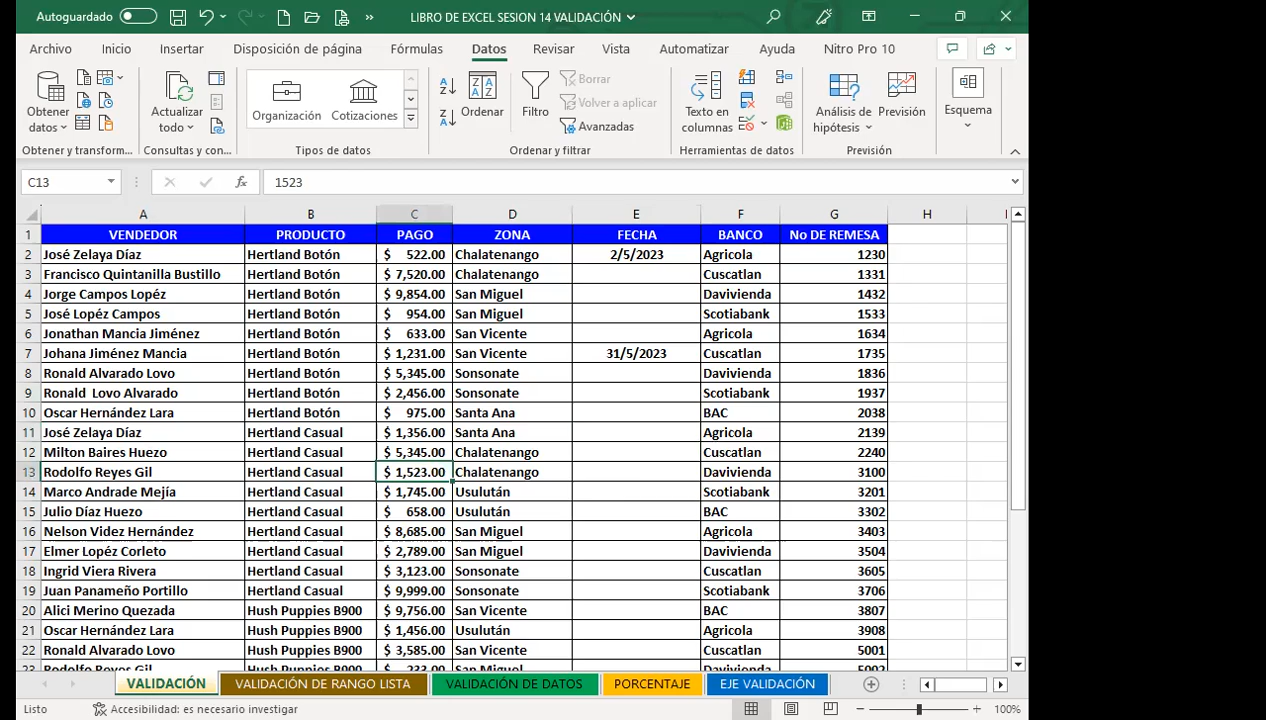 Autoguardado LIBRO DE EXCEL SESION 14 VALIDACIÓN
Archivo Inicio Insertar Disposición de página Fórmulas Datos Revisar Vista Automatizar Ayuda Nitro Pro 10
Obtener datos
Obtener y transform...
Actualizar todo
Consultas y con...
Organización Cotizaciones
Tipos de datos
Ordenar
Filtro
Borrar
Volver a aplicar
Avanzadas
Ordenar y filtrar
Texto en columnas
Herramientas de datos
Análisis de hipótesis
Previsión
Previsión
Esquema
C13 fx 1523
A B C D E F G H I
1 VENDEDOR PRODUCTO PAGO ZONA FECHA BANCO No DE REMESA
2 José Zelaya Díaz Hertland Botón $ 522.00 Chalatenango 2/5/2023 Agricola 1230
3 Francisco Quintanilla Bustillo Hertland Botón $ 7,520.00 Chalatenango Cuscatlan 1331
4 Jorge Campos Lopéz Hertland Botón $ 9,854.00 San Miguel Davivienda 1432
5 José Lopéz Campos Hertland Botón $ 954.00 San Miguel Scotiabank 1533
6 Jonathan Mancia Jiménez Hertland Botón $ 633.00 San Vicente Agricola 1634
7 Johana Jiménez Mancia Hertland Botón $ 1,231.00 San Vicente 31/5/2023 Cuscatlan 1735
8 Ronald Alvarado Lovo Hertland Botón $ 5,345.00 Sonsonate Davivienda 1836
9 Ronald  Lovo Alvarado Hertland Botón $ 2,456.00 Sonsonate Scotiabank 1937
10 Oscar Hernández Lara Hertland Botón $ 975.00 Santa Ana BAC 2038
11 José Zelaya Díaz Hertland Casual $ 1,356.00 Santa Ana Agricola 2139
12 Milton Baires Huezo Hertland Casual $ 5,345.00 Chalatenango Cuscatlan 2240
13 Rodolfo Reyes Gil Hertland Casual $ 1,523.00 Chalatenango Davivienda 3100
14 Marco Andrade Mejía Hertland Casual $ 1,745.00 Usulután Scotiabank 3201
15 Julio Díaz Huezo Hertland Casual $ 658.00 Usulután BAC 3302
16 Nelson Videz Hernández Hertland Casual $ 8,685.00 San Miguel Agricola 3403
17 Elmer Lopéz Corleto Hertland Casual $ 2,789.00 San Miguel Davivienda 3504
18 Ingrid Viera Rivera Hertland Casual $ 3,123.00 Sonsonate Cuscatlan 3605
19 Juan Panameño Portillo Hertland Casual $ 9,999.00 Sonsonate Scotiabank 3706
20 Alici Merino Quezada Hush Puppies B900 $ 9,756.00 San Vicente BAC 3807
21 Oscar Hernández Lara Hush Puppies B900 $ 1,456.00 Usulután Agricola 3908
22 Ronald Alvarado Lovo Hush Puppies B900 $ 3,585.00 San Vicente Cuscatlan 5001
23 Rodolfo Reyes Gil Hush Puppies B900 $ 233.00 San Miguel Davivienda 5002
VALIDACIÓN VALIDACIÓN DE RANGO LISTA VALIDACIÓN DE DATOS PORCENTAJE EJE VALIDACIÓN
Listo Accesibilidad: es necesario investigar 100%